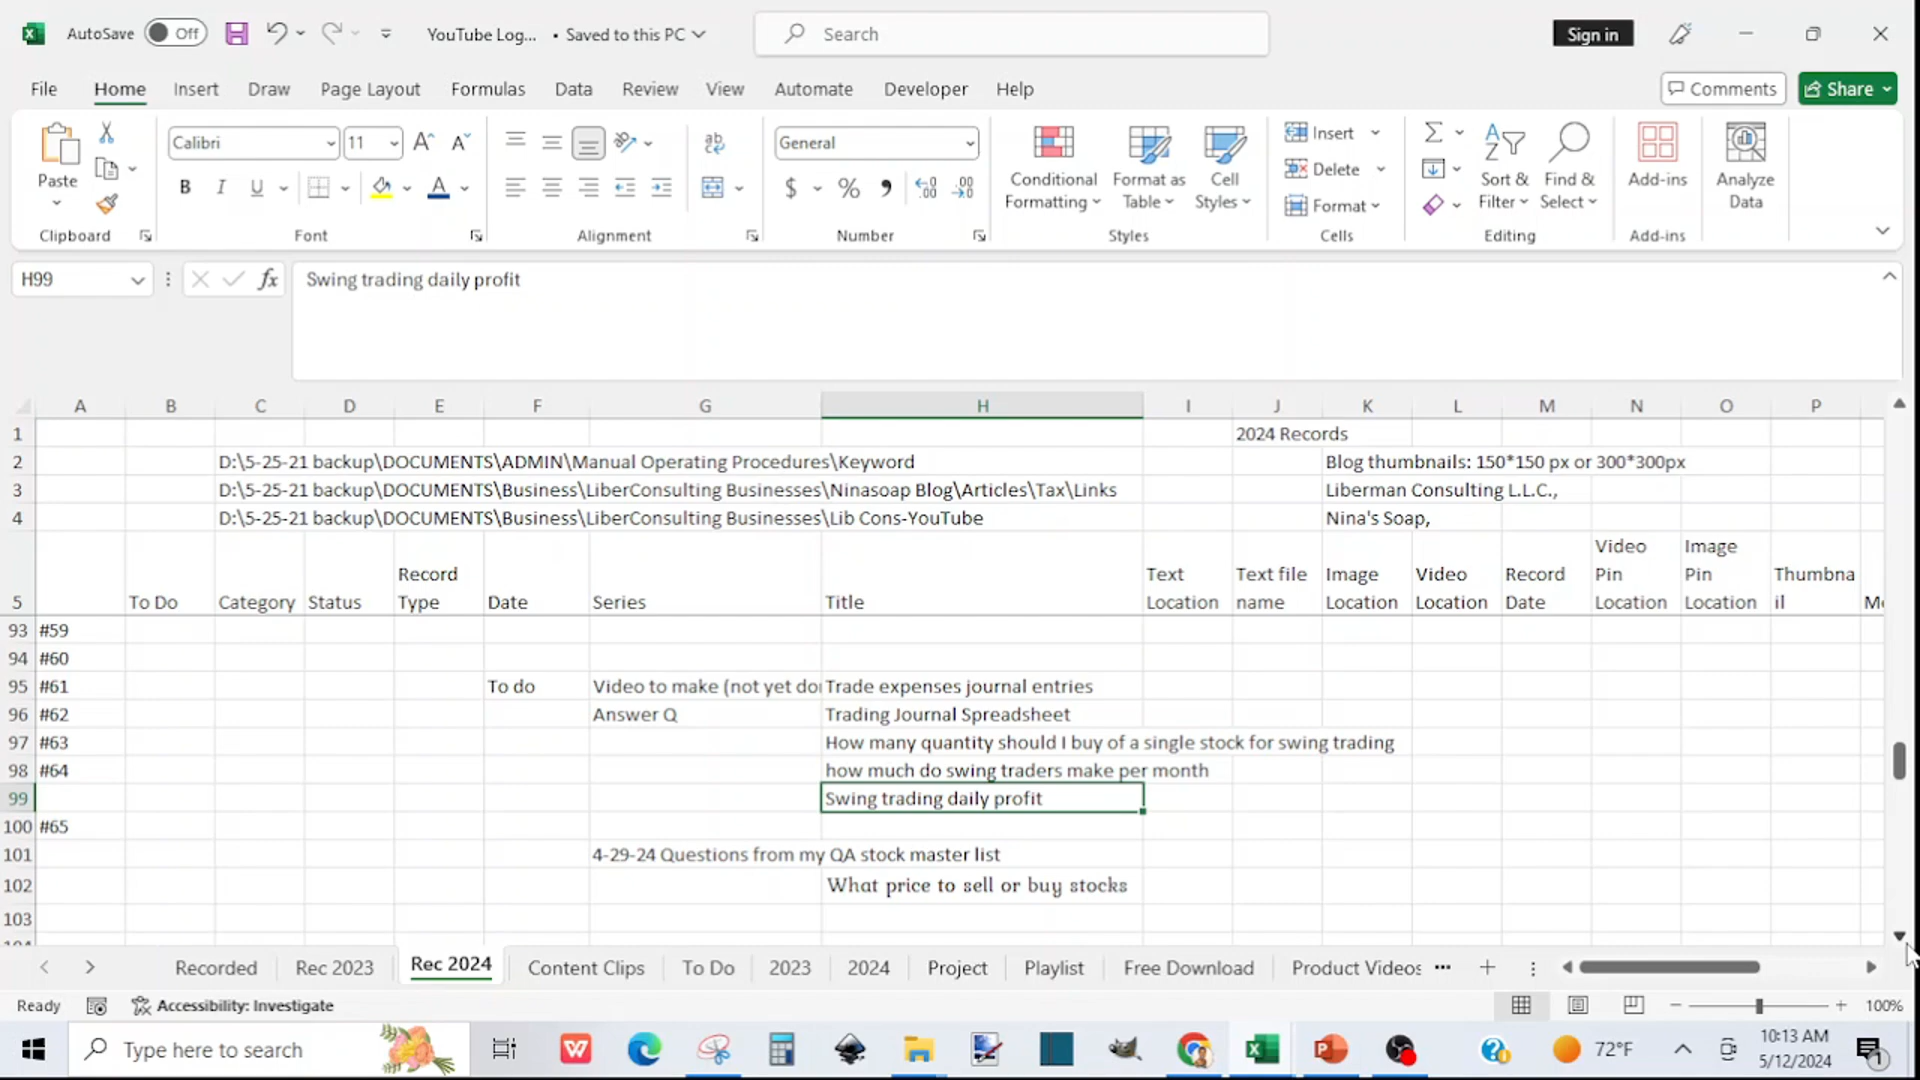 AutoSave Off YouTube Log... • Saved to this PC Search Sign in
File Home Insert Draw Page Layout Formulas Data Review View Automate Developer Help Comments Share
Paste Calibri 11 General Conditional Formatting Format as Table Cell Styles Insert Delete Format Sort & Filter Find & Select Add-ins Analyze Data
Clipboard Font Alignment Number Styles Cells Editing Add-ins
H99 fx Swing trading daily profit
A B C D E F G H I J K L M N O P
1 2024 Records
2 D:\5-25-21 backup\DOCUMENTS\ADMIN\Manual Operating Procedures\Keyword Blog thumbnails: 150*150 px or 300*300px
3 D:\5-25-21 backup\DOCUMENTS\Business\LiberConsulting Businesses\Ninasoap Blog\Articles\Tax\Links Liberman Consulting L.L.C.,
4 D:\5-25-21 backup\DOCUMENTS\Business\LiberConsulting Businesses\Lib Cons-YouTube Nina's Soap,
5 To Do Category Status Record Type Date Series Title Text Location Text file name Image Location Video Location Record Date Video Pin Location Image Pin Location Thumbnail
93 #59
94 #60
95 #61 To do Video to make (not yet do Trade expenses journal entries
96 #62 Answer Q Trading Journal Spreadsheet
97 #63 How many quantity should I buy of a single stock for swing trading
98 #64 how much do swing traders make per month
99 Swing trading daily profit
100 #65
101 4-29-24 Questions from my QA stock master list
102 What price to sell or buy stocks
103
Recorded Rec 2023 Rec 2024 Content Clips To Do 2023 2024 Project Playlist Free Download Product Videos ...
Ready Accessibility: Investigate 100%
Type here to search 72°F 10:13 AM
5/12/2024